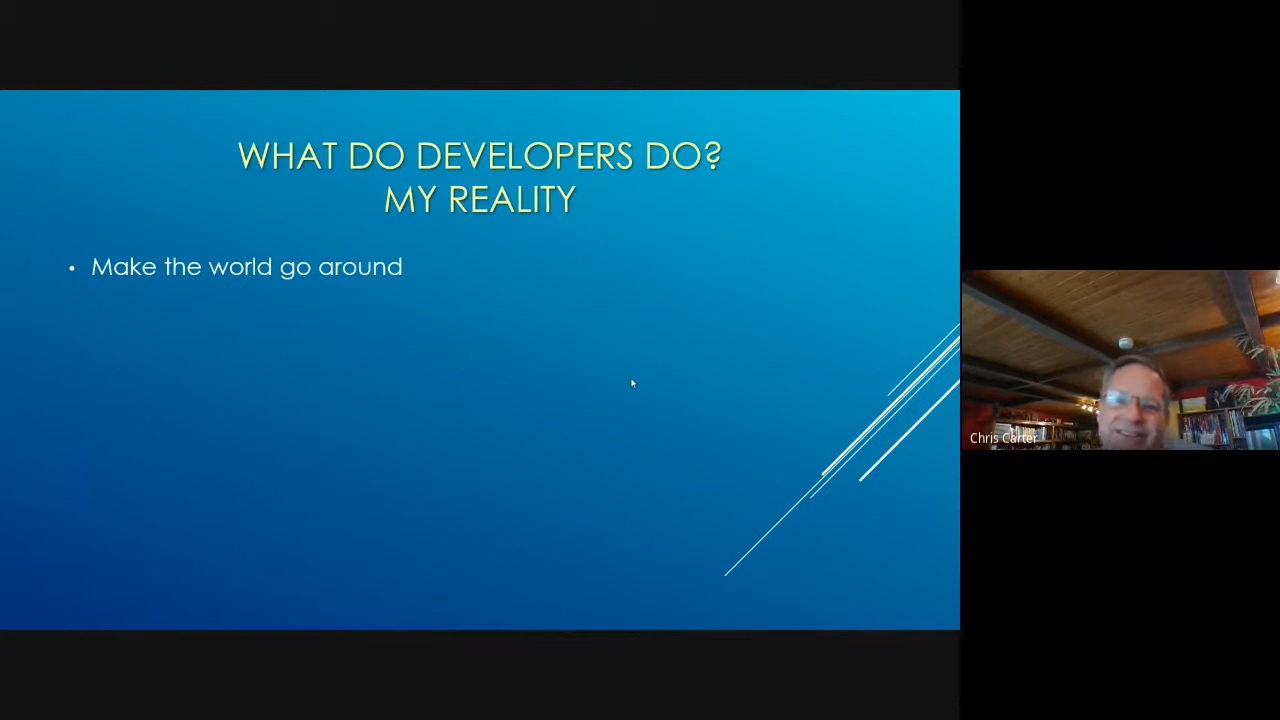 WHAT DO DEVELOPERS DO?
MY REALITY
• Make the world go around
Chris Carter